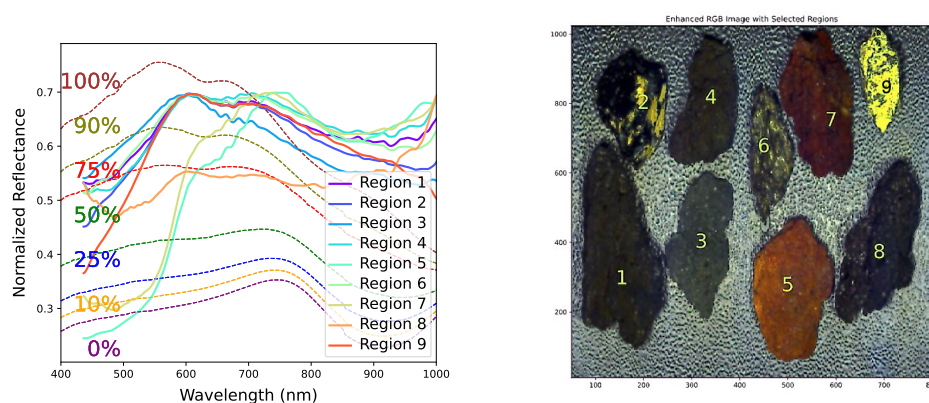 0.7
0.6
0.5
0.4
0.3
Normalized Reflectance
100%
90%
75%
50%
25%
10%
0%
Region 1
Region 2
Region 3
Region 4
Region 5
Region 6
Region 7
Region 8
Region 9
400 500 600 700 800 900 1000
Wavelength (nm)
Enhanced RGB Image with Selected Regions
1000
800
600
400
200
2
4
6
7
9
1
3
5
8
100 200 300 400 500 600 700